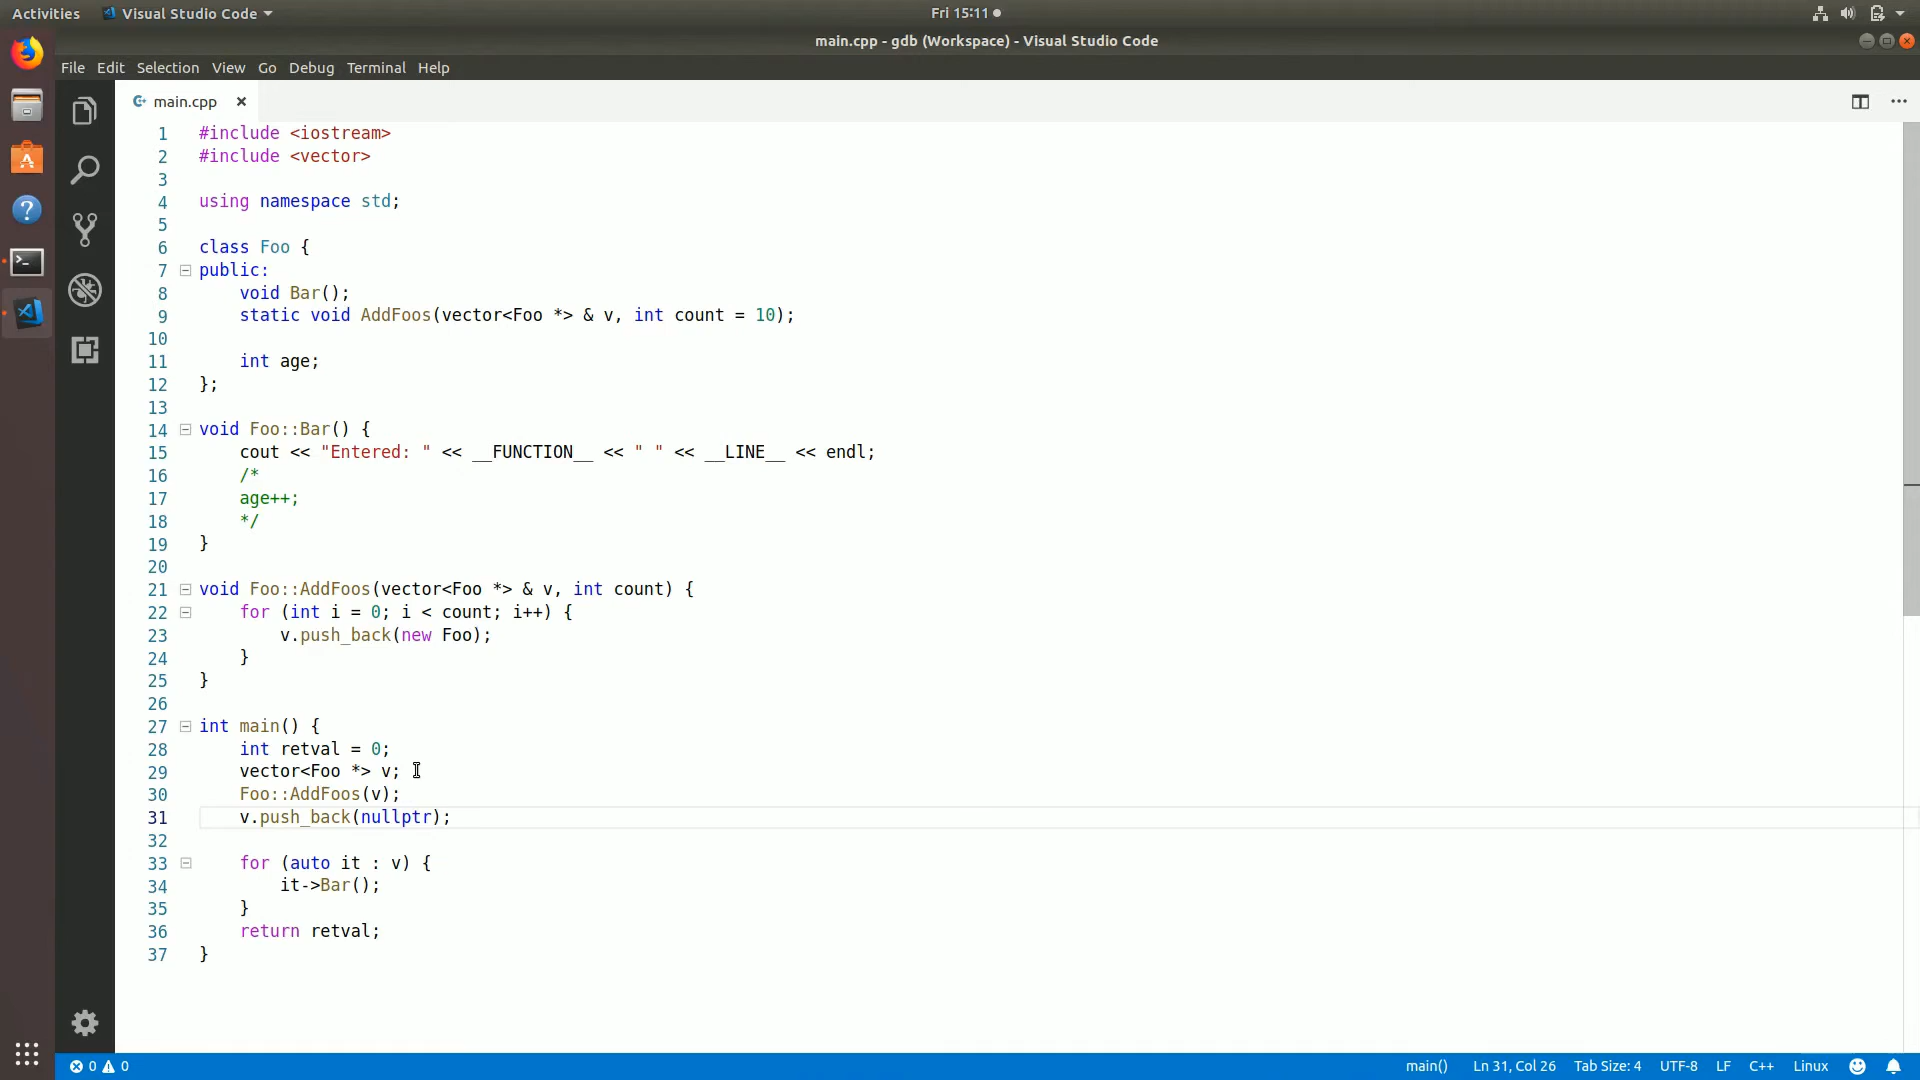 Activities Visual Studio Code Fri 15:11
main.cpp - gdb (Workspace) - Visual Studio Code
File Edit Selection View Go Debug Terminal Help
main.cpp
1 #include <iostream>
2 #include <vector>
3
4 using namespace std;
5
6 class Foo {
7 public:
8     void Bar();
9     static void AddFoos(vector<Foo *> & v, int count = 10);
10
11     int age;
12 };
13
14 void Foo::Bar() {
15     cout << "Entered: " << __FUNCTION__ << " " << __LINE__ << endl;
16     /*
17     age++;
18     */
19 }
20
21 void Foo::AddFoos(vector<Foo *> & v, int count) {
22     for (int i = 0; i < count; i++) {
23         v.push_back(new Foo);
24     }
25 }
26
27 int main() {
28     int retval = 0;
29     vector<Foo *> v;
30     Foo::AddFoos(v);
31     v.push_back(nullptr);
32
33     for (auto it : v) {
34         it->Bar();
35     }
36     return retval;
37 }
0 0 main() Ln 31, Col 26 Tab Size: 4 UTF-8 LF C++ Linux